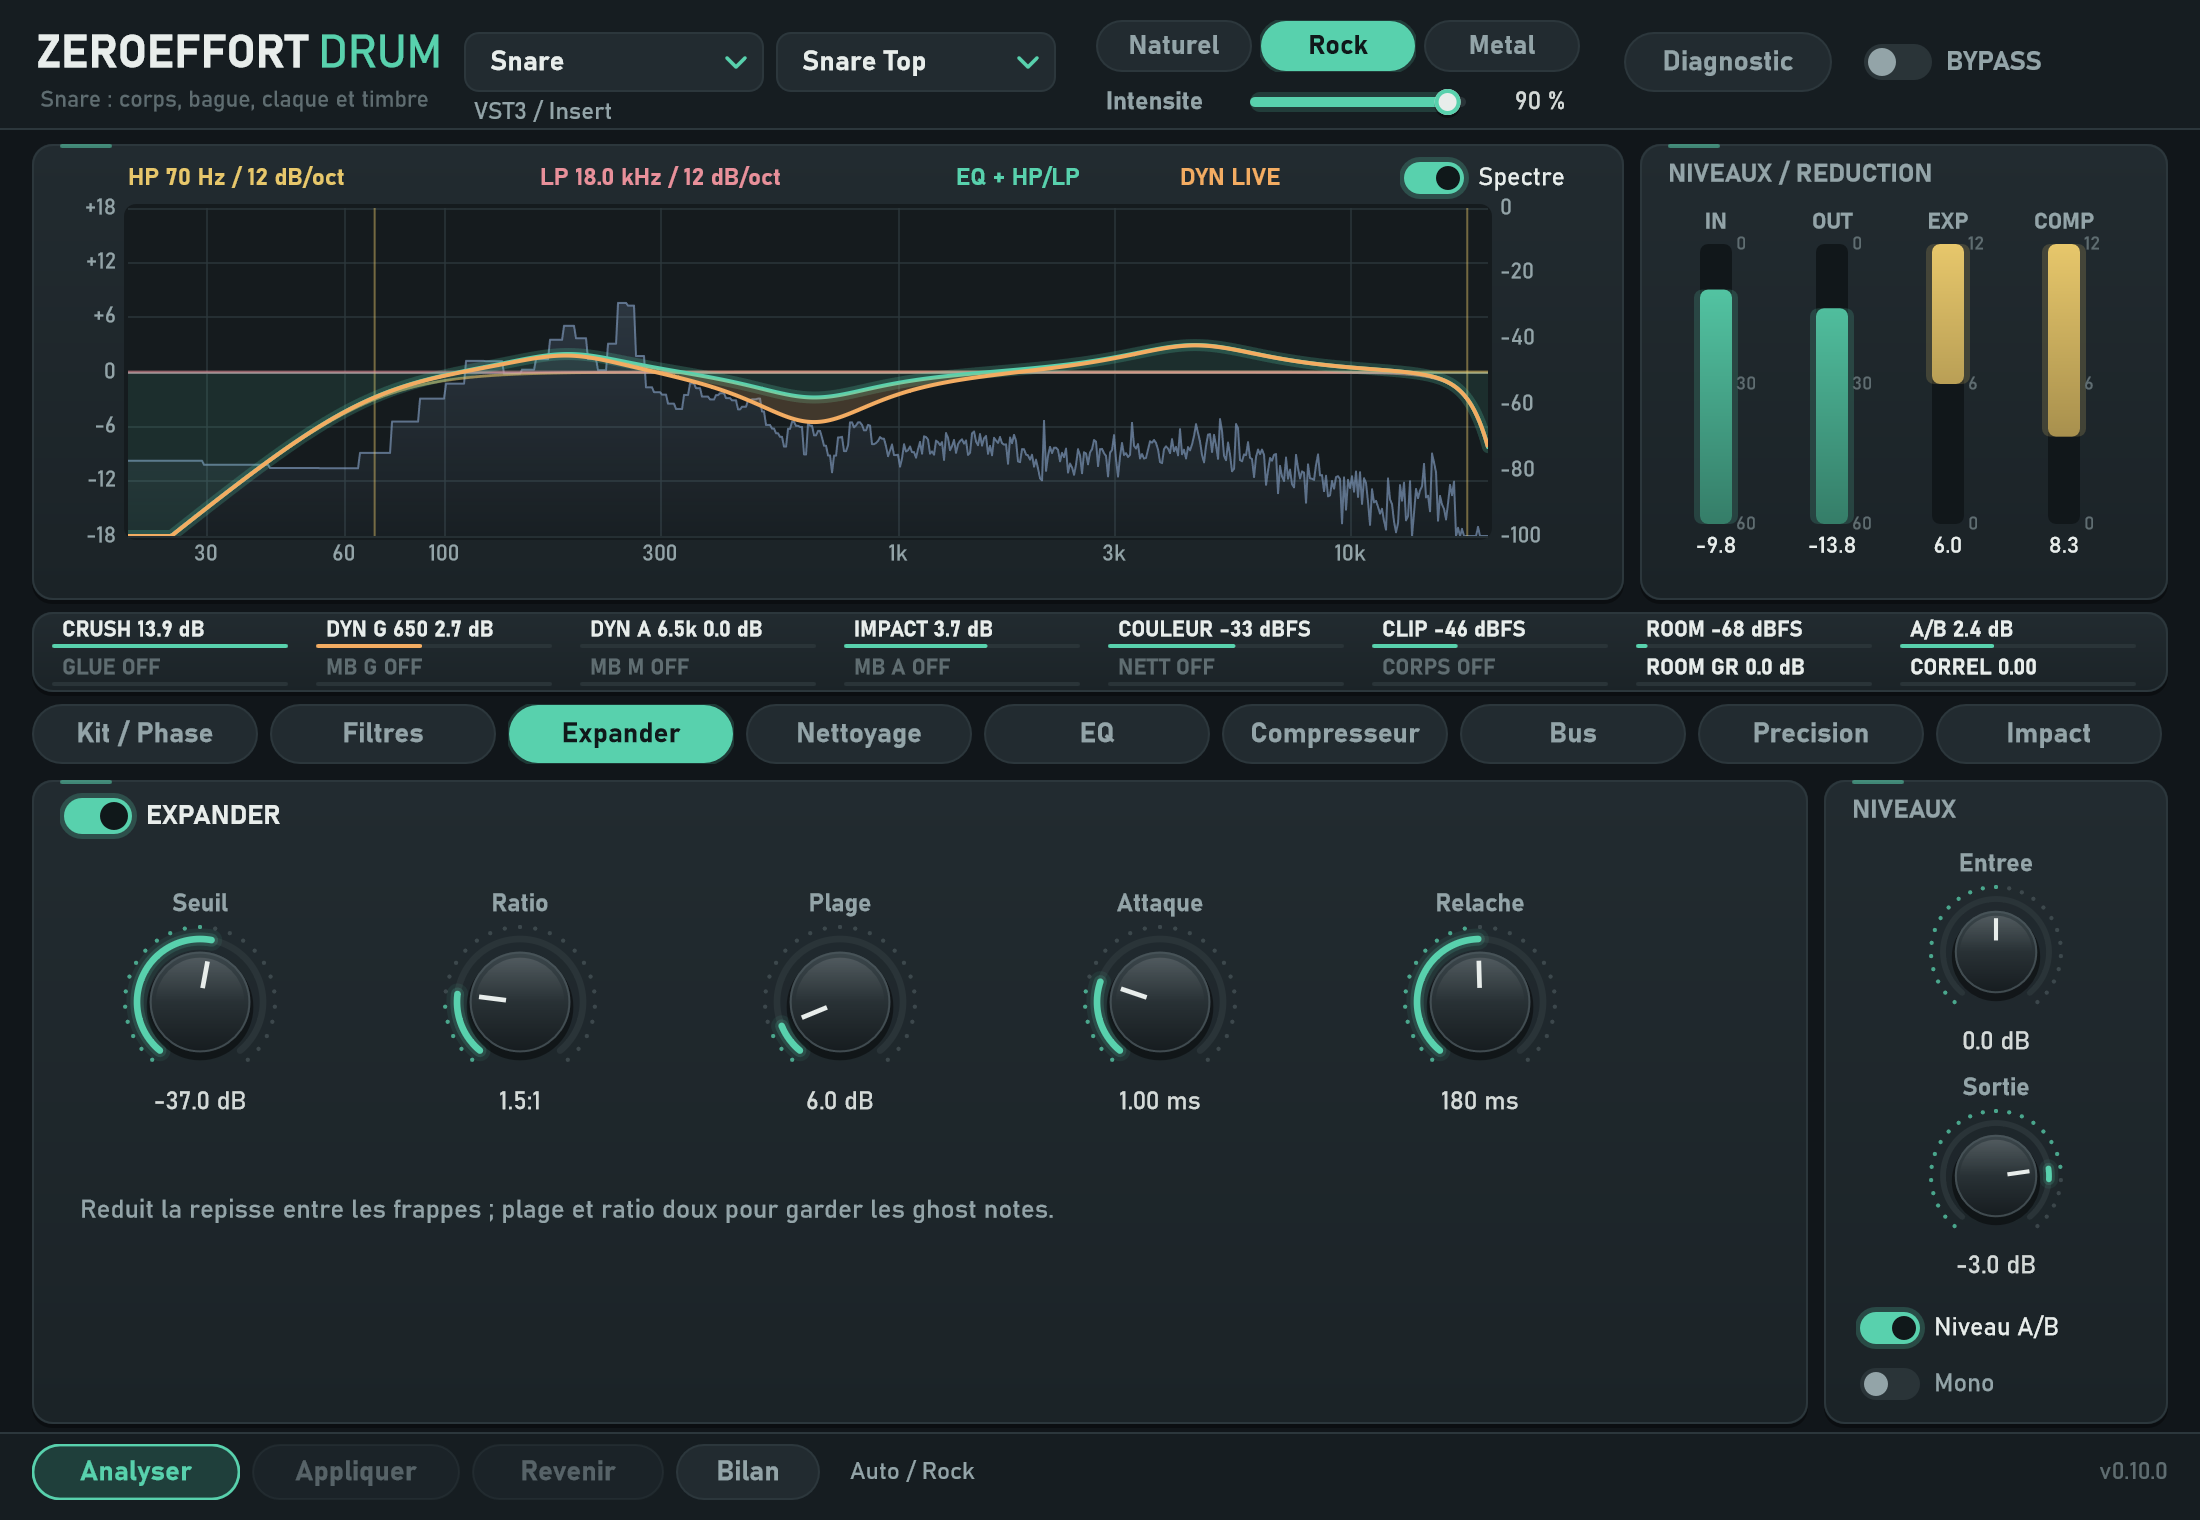 ZEROEFFORT DRUM
Snare : corps, bague, claque et timbre
Snare
Snare Top
VST3 / Insert
Naturel
Rock
Metal
Intensite
90 %
Diagnostic
BYPASS
HP 70 Hz / 12 dB/oct
LP 18.0 kHz / 12 dB/oct
EQ + HP/LP
DYN LIVE
Spectre
+18
+12
+6
0
-6
-12
-18
0
-20
-40
-60
-80
-100
30
60
100
300
1k
3k
10k
NIVEAUX / REDUCTION
IN
OUT
EXP
COMP
0
0
12
12
30
30
6
6
60
60
0
0
-9.8
-13.8
6.0
8.3
CRUSH 13.9 dB
DYN G 650 2.7 dB
DYN A 6.5k 0.0 dB
IMPACT 3.7 dB
COULEUR -33 dBFS
CLIP -46 dBFS
ROOM -68 dBFS
A/B 2.4 dB
GLUE OFF
MB G OFF
MB M OFF
MB A OFF
NETT OFF
CORPS OFF
ROOM GR 0.0 dB
CORREL 0.00
Kit / Phase
Filtres
Expander
Nettoyage
EQ
Compresseur
Bus
Precision
Impact
EXPANDER
Seuil
Ratio
Plage
Attaque
Relache
-37.0 dB
1.5:1
6.0 dB
1.00 ms
180 ms
Reduit la repisse entre les frappes ; plage et ratio doux pour garder les ghost notes.
NIVEAUX
Entree
0.0 dB
Sortie
-3.0 dB
Niveau A/B
Mono
Analyser
Appliquer
Revenir
Bilan
Auto / Rock
v0.10.0